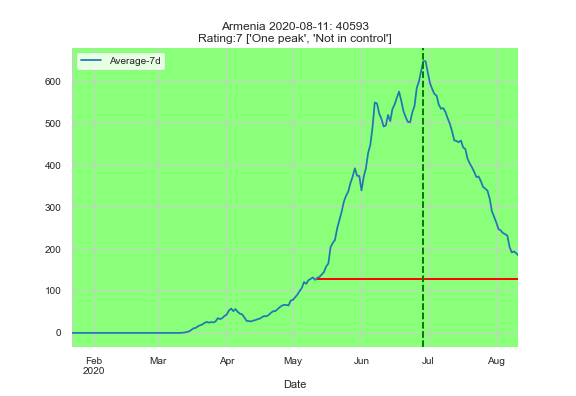 Armenia 2020-08-11: 40593
Rating:7 ['One peak', 'Not in control']
Average-7d
600
500
400
300
200
100
0
Feb
2020
Mar
Apr
May
Jun
Jul
Aug
Date